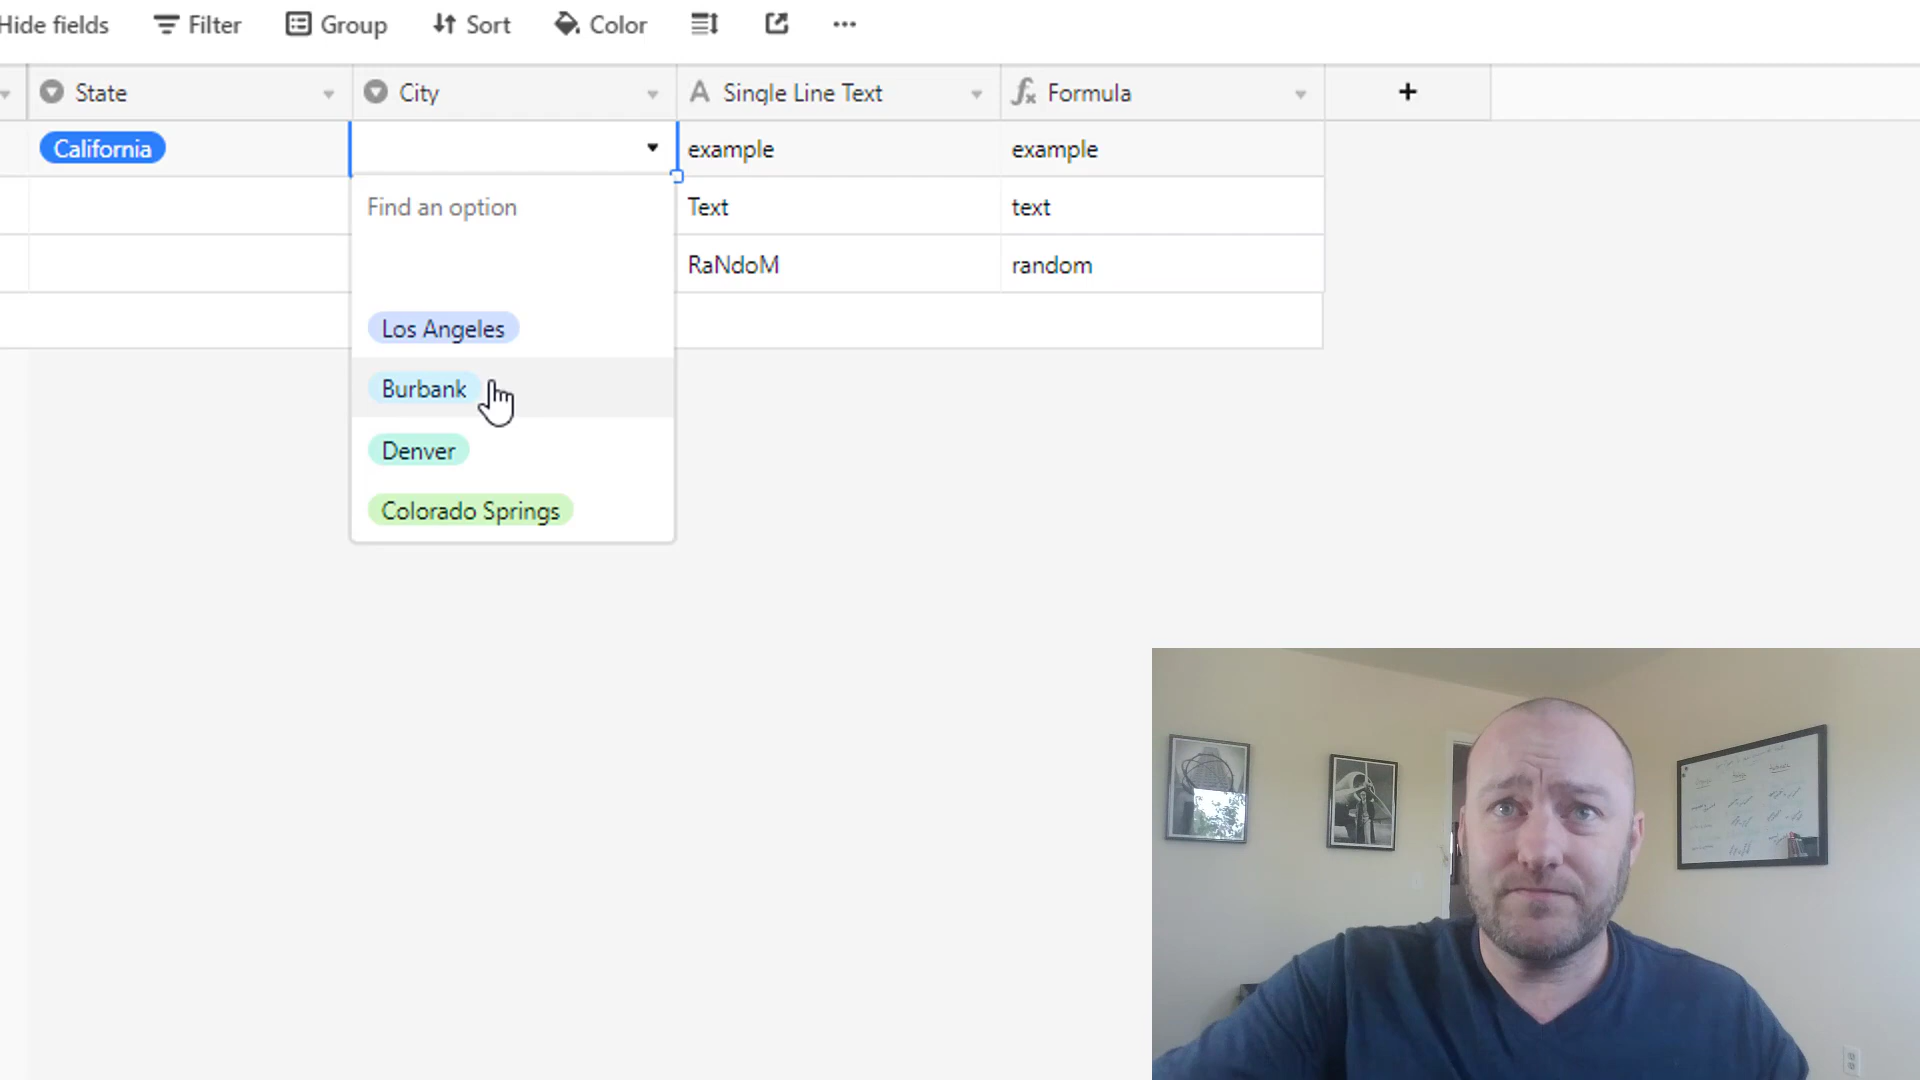 Hide fields Filter Group Sort Color
State City Single Line Text Formula +
California example example
Find an option Text text
RaNdoM random
Los Angeles
Burbank
Denver
Colorado Springs